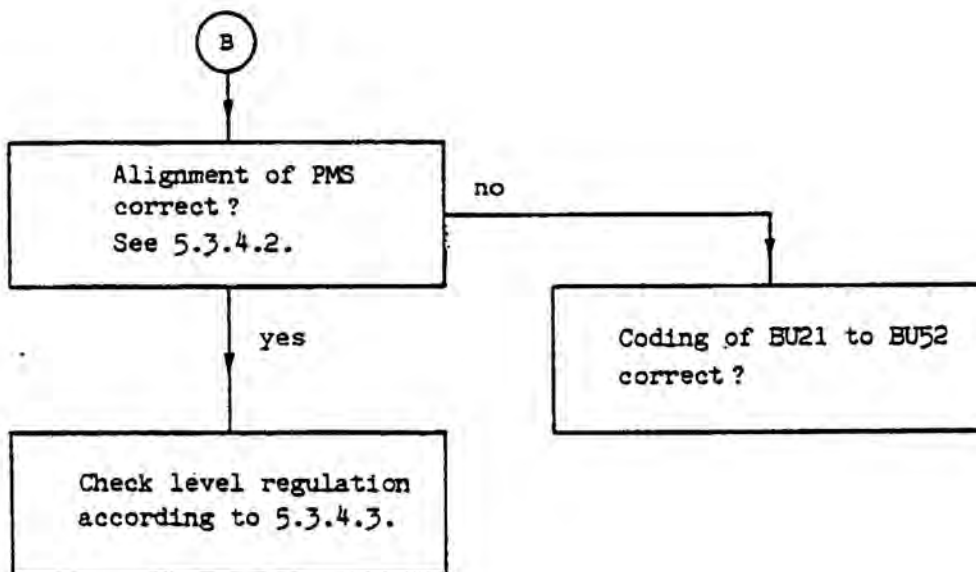 B
Alignment of PMS
correct?
See 5.3.4.2.
no
yes
Coding of BU21 to BU52
correct?
Check level regulation
according to 5.3.4.3.